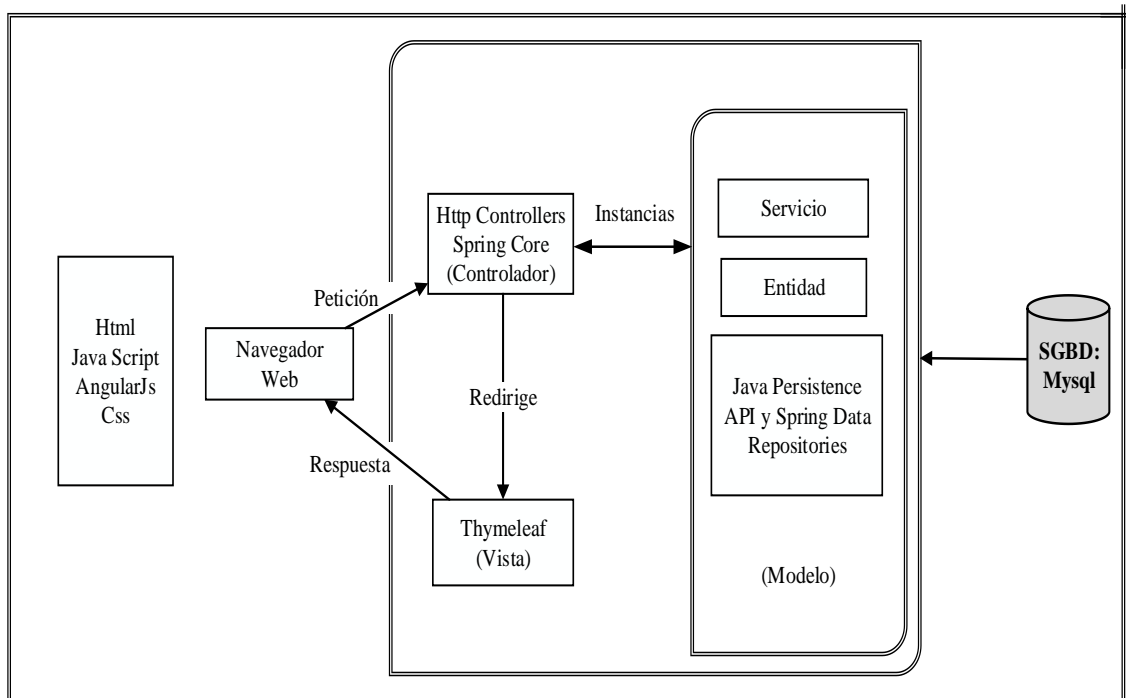 Html
Java Script
AngularJs
Css
Navegador
Web
Petición
Respuesta
Http Controllers
Spring Core
(Controlador)
Redirige
Thymeleaf
(Vista)
Instancias
Servicio
Entidad
Java Persistence
API y Spring Data
Repositories
(Modelo)
SGBD:
Mysql